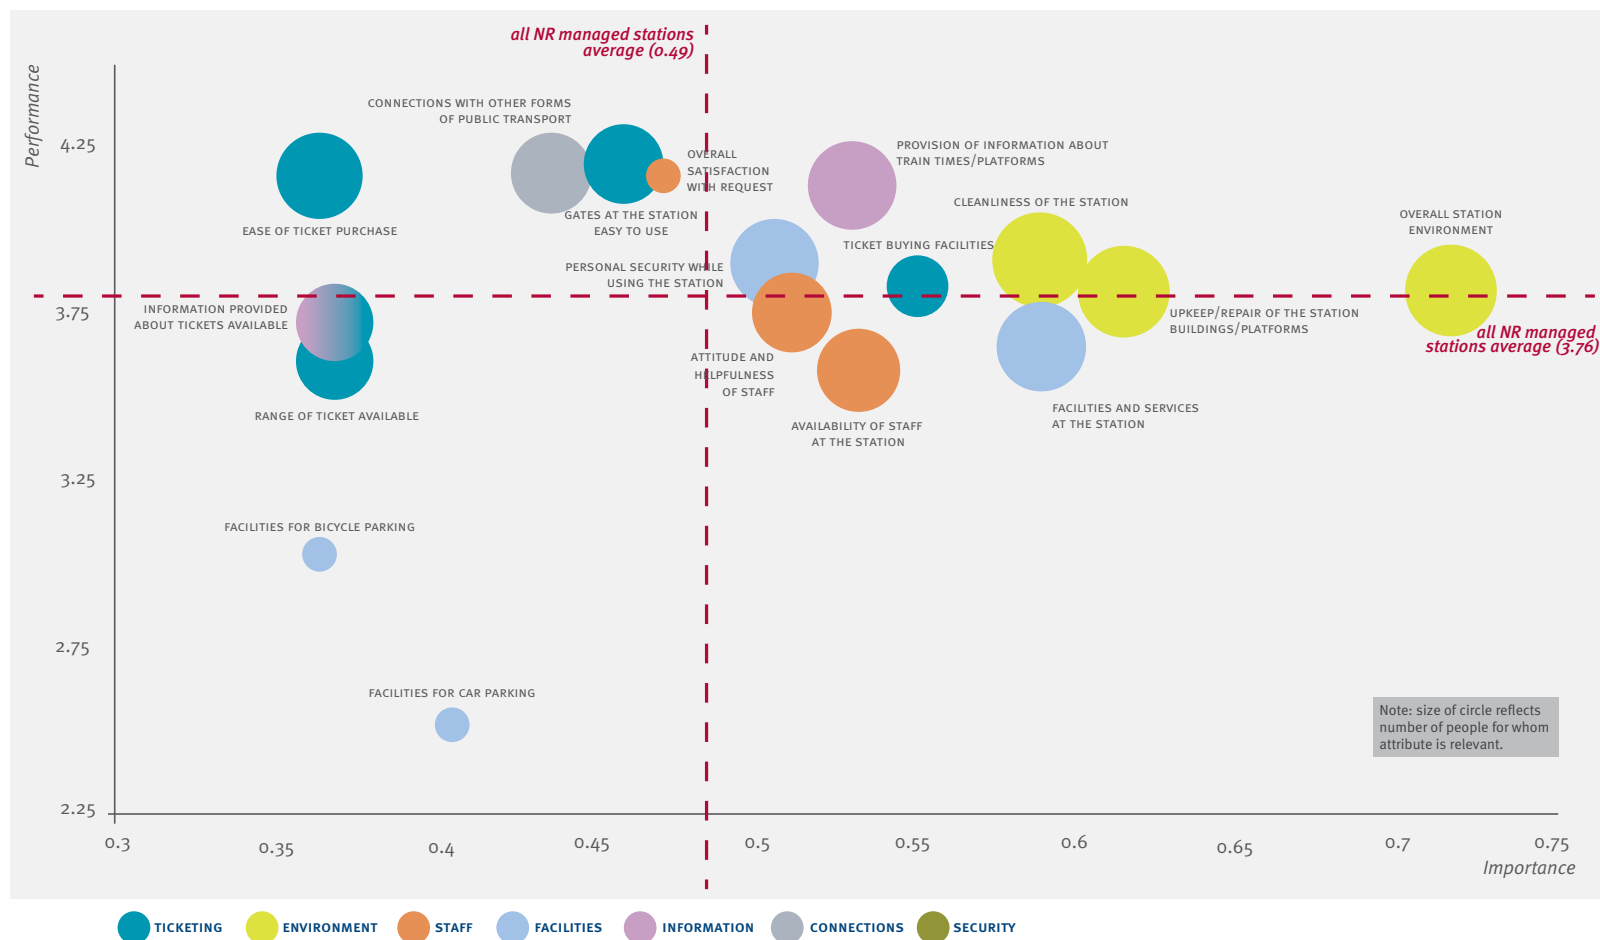 all NR managed stations
average (0.49)
Performance
CONNECTIONS WITH OTHER FORMS
OF PUBLIC TRANSPORT
4.25
OVERALL
SATISFACTION
WITH REQUEST
PROVISION OF INFORMATION ABOUT
TRAIN TIMES/PLATFORMS
CLEANLINESS OF THE STATION
OVERALL STATION
ENVIRONMENT
GATES AT THE STATION
EASY TO USE
EASE OF TICKET PURCHASE
TICKET BUYING FACILITIES
PERSONAL SECURITY WHILE
USING THE STATION
3.75
INFORMATION PROVIDED
ABOUT TICKETS AVAILABLE
UPKEEP/REPAIR OF THE STATION
BUILDINGS/PLATFORMS
all NR managed
stations average (3.76)
ATTITUDE AND
HELPFULNESS
OF STAFF
RANGE OF TICKET AVAILABLE
AVAILABILITY OF STAFF
AT THE STATION
FACILITIES AND SERVICES
AT THE STATION
3.25
FACILITIES FOR BICYCLE PARKING
2.75
FACILITIES FOR CAR PARKING
Note: size of circle reflects
number of people for whom
attribute is relevant.
2.25
0.3
0.35
0.4
0.45
0.5
0.55
0.6
0.65
0.7
0.75
Importance
TICKETING
ENVIRONMENT
STAFF
FACILITIES
INFORMATION
CONNECTIONS
SECURITY